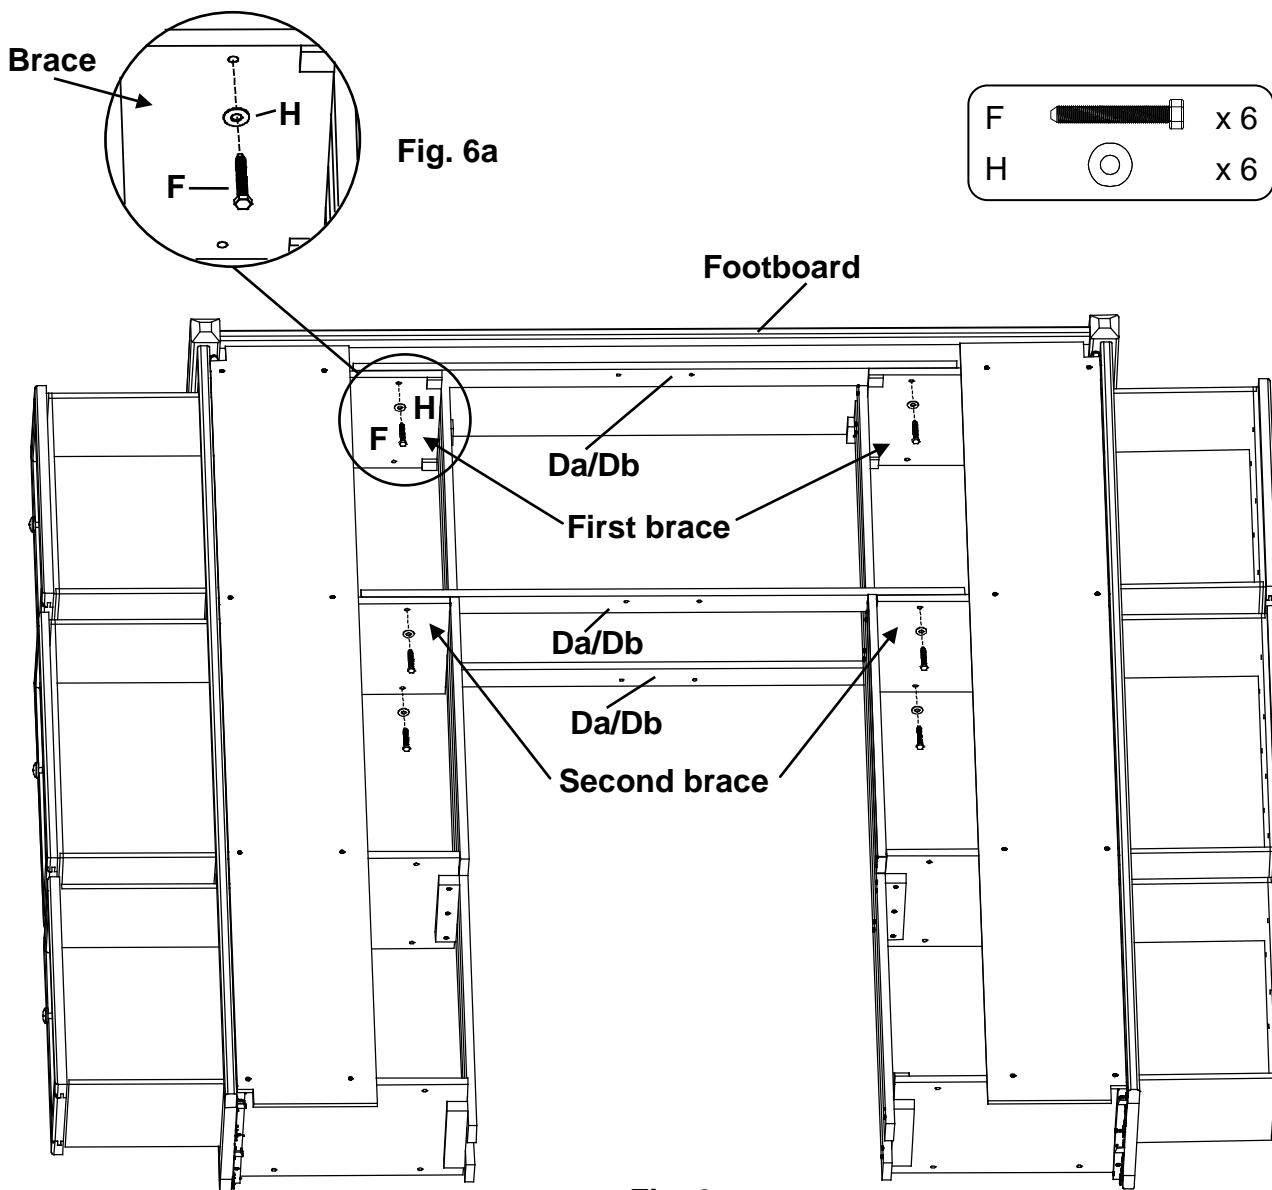 Brace
H
F
Fig. 6a
F x 6
H x 6
Footboard
H
F
Da/Db
First brace
Da/Db
Da/Db
Second brace